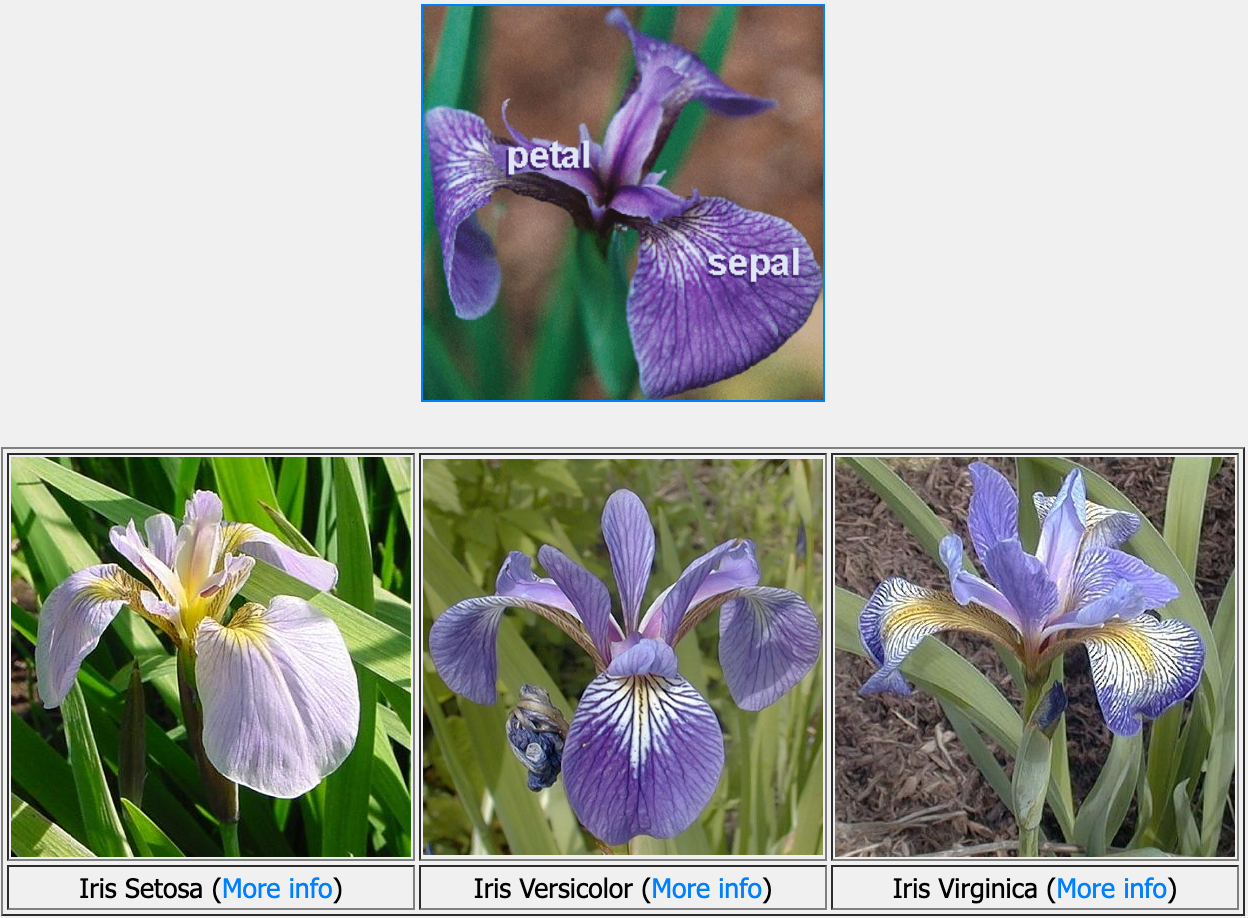 petal
sepal
Iris Setosa (More info)
Iris Versicolor (More info)
Iris Virginica (More info)